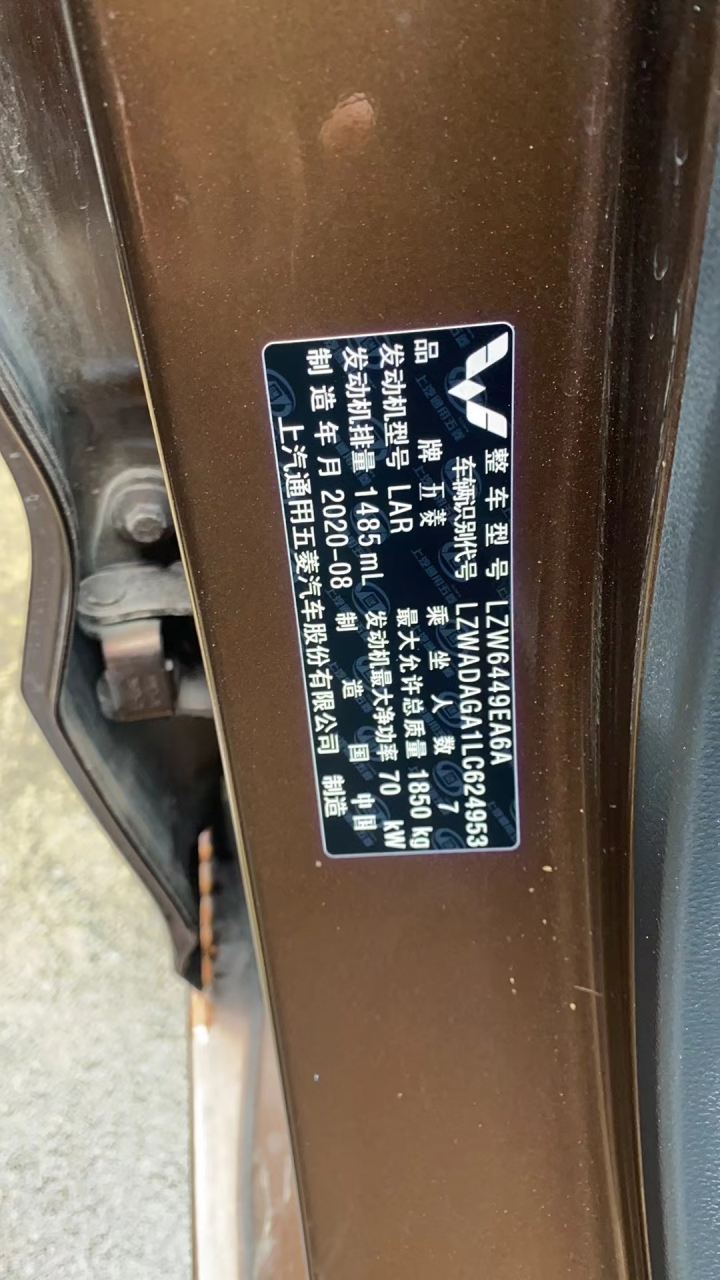 整车型号 LZW6449EA6A
车辆识别代号 LZWADAGA1LC624953
品牌 五菱 乘坐人数 7
发动机型号 LAR 最大允许总质量 1850 kg
发动机排量 1485 mL 发动机最大净功率 70 kW
制造年月 2020-08 制造国 中国
上汽通用五菱汽车股份有限公司 制造